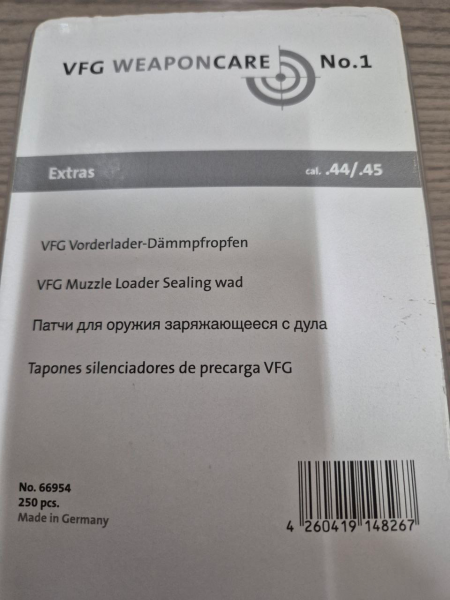 VFG WEAPONCARE No.1
Extras cal. .44/.45
VFG Vorderlader-Dämmpfropfen
VFG Muzzle Loader Sealing wad
Патчи для оружия заряжающееся с дула
Tapones silenciadores de precarga VFG
No. 66954
250 pcs.
Made in Germany
4 260419 148267